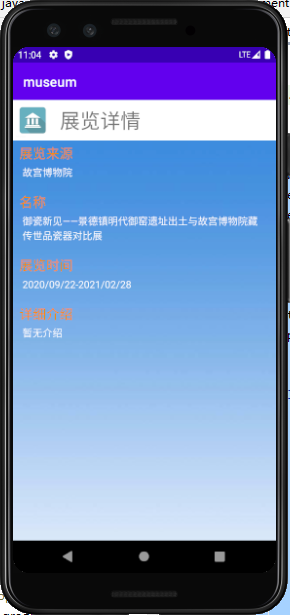 java
ment
11:04
LTE
museum
展览详情
展览来源
故宫博物院
名称
御瓷新见——景德镇明代御窑遗址出土与故宫博物院藏
传世品瓷器对比展
展览时间
2020/09/22-2021/02/28
详细介绍
暂无介绍